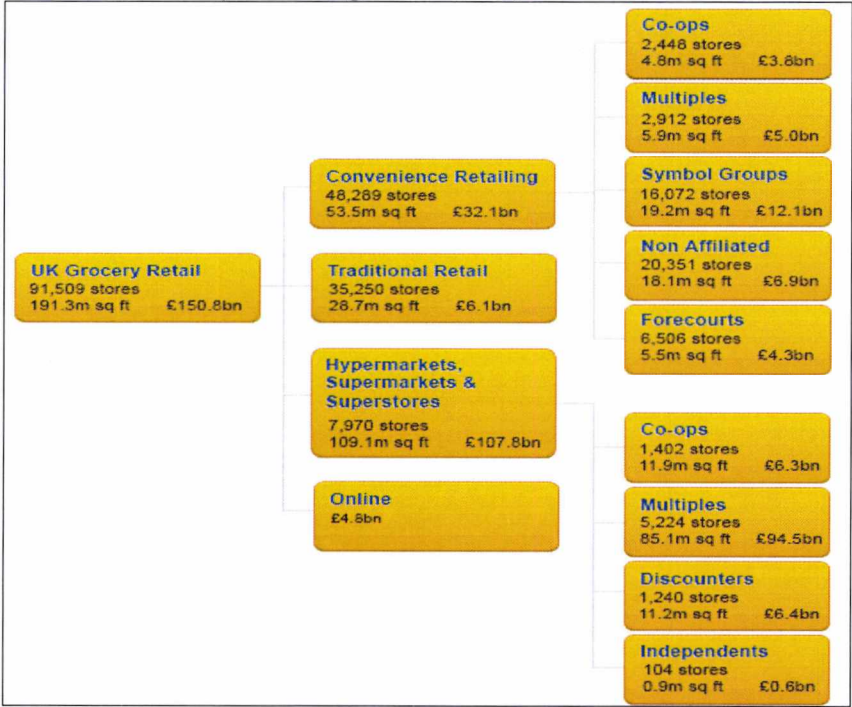 UK Grocery Retail
91,509 stores
191.3m sq ft £150.8bn
Convenience Retailing
48,289 stores
53.5m sq ft £32.1bn
Traditional Retail
35,250 stores
28.7m sq ft £6.1bn
Hypermarkets,
Supermarkets &
Superstores
7,970 stores
109.1m sq ft £107.8bn
Online
£4.8bn
Co-ops
2,448 stores
4.8m sq ft £3.8bn
Multiples
2,912 stores
5.9m sq ft £5.0bn
Symbol Groups
16,072 stores
19.2m sq ft £12.1bn
Non Affiliated
20,351 stores
18.1m sq ft £6.9bn
Forecourts
6,506 stores
5.5m sq ft £4.3bn
Co-ops
1,402 stores
11.9m sq ft £6.3bn
Multiples
5,224 stores
85.1m sq ft £94.5bn
Discounters
1,240 stores
11.2m sq ft £6.4bn
Independents
104 stores
0.9m sq ft £0.6bn